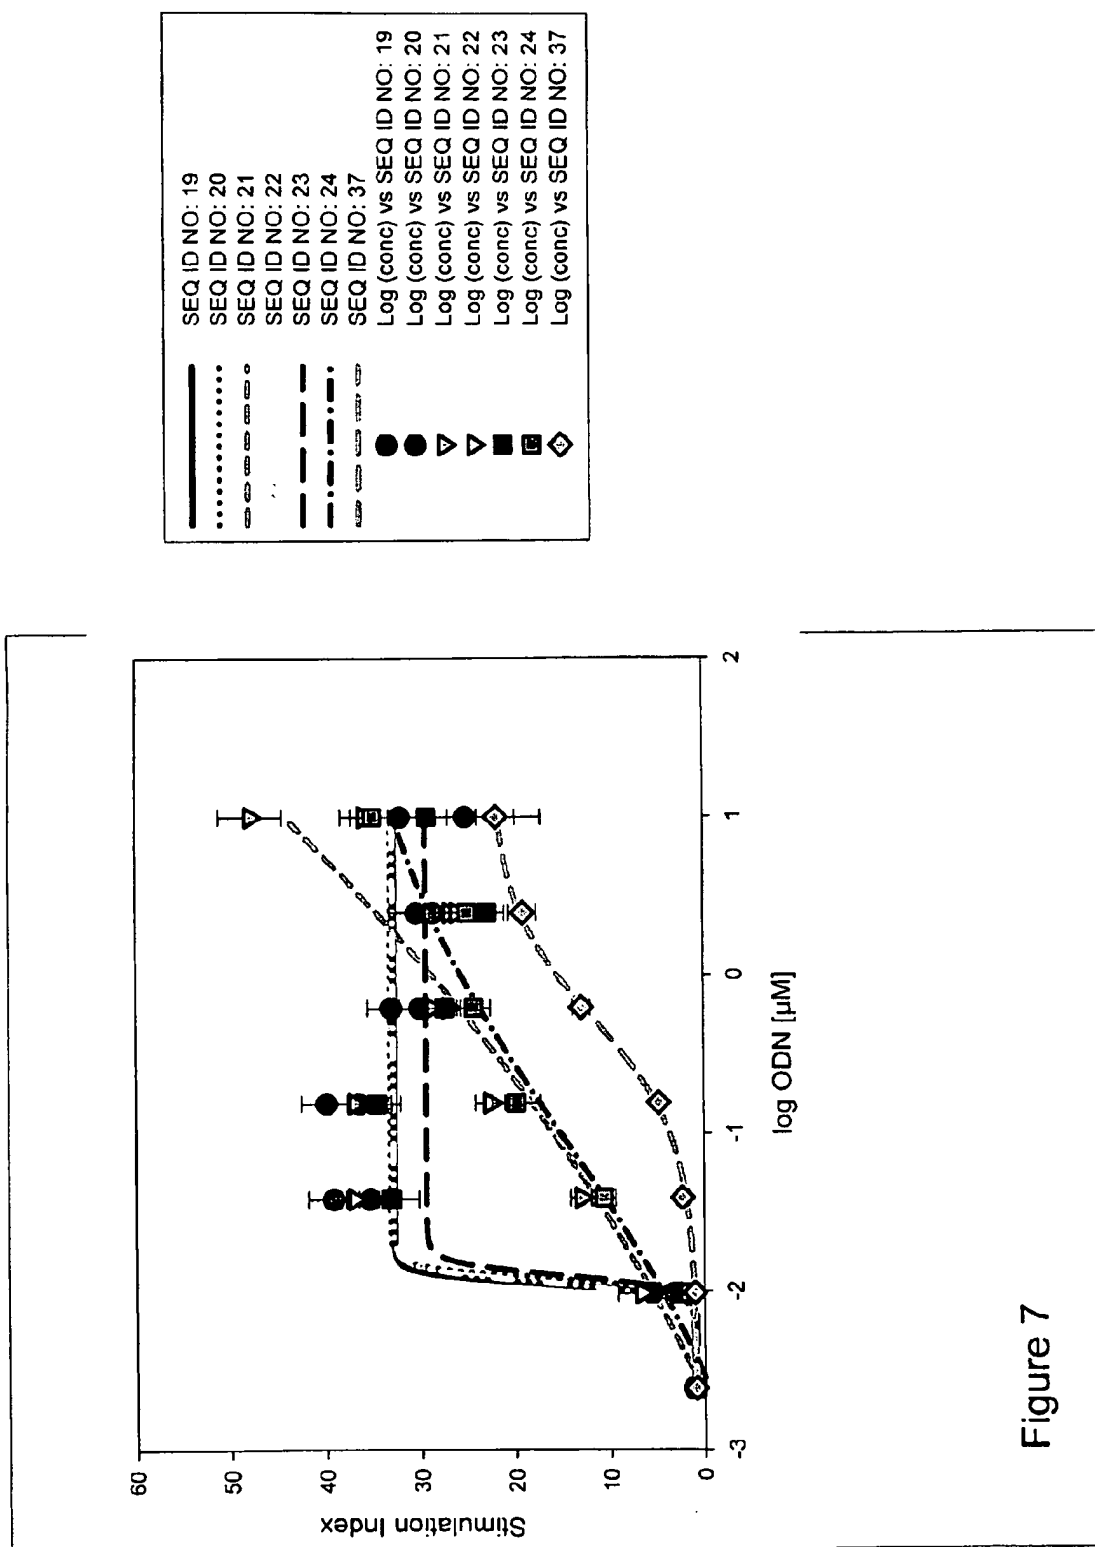 60
50
40
30
20
10
0
Stimulation Index
-3
-2
-1
0
1
2
log ODN [µM]
SEQ ID NO: 19
SEQ ID NO: 20
SEQ ID NO: 21
SEQ ID NO: 22
SEQ ID NO: 23
SEQ ID NO: 24
SEQ ID NO: 37
Log (conc) vs SEQ ID NO: 19
Log (conc) vs SEQ ID NO: 20
Log (conc) vs SEQ ID NO: 21
Log (conc) vs SEQ ID NO: 22
Log (conc) vs SEQ ID NO: 23
Log (conc) vs SEQ ID NO: 24
Log (conc) vs SEQ ID NO: 37
Figure 7